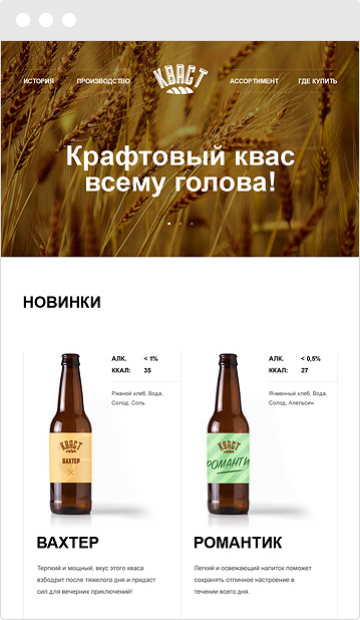 ИСТОРИЯ ПРОИЗВОДСТВО КВАСТ АССОРТИМЕНТ ГДЕ КУПИТЬ
Крафтовый квас
всему голова!
НОВИНКИ
АЛК. < 1%
ККАЛ: 35
Ржаной хлеб, Вода,
Солод, Соль
КВАСТ
ВАХТЕР
АЛК. < 0,5%
ККАЛ: 27
Ячменный хлеб, Вода,
Солод, Апельсин
КВАСТ
РОМАНТИ
ВАХТЕР
Терпкий и мощный, вкус этого кваса
взбодрит после тяжелого дня и придаст
сил для вечерних приключений!
РОМАНТИК
Легкий и освежающий напиток поможет
сохранять отличное настроение в
течении всего дня.